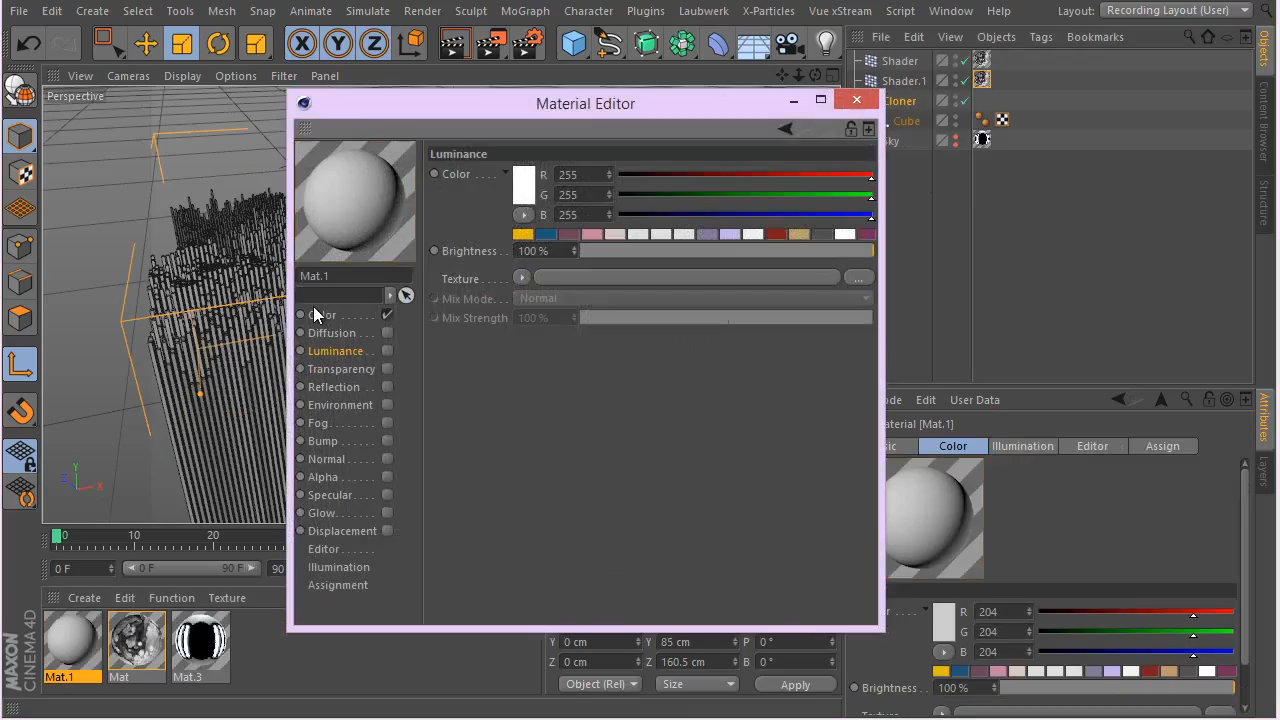 File Edit Create Select Tools Mesh Snap Animate Simulate Render Sculpt MoGraph Character Plugins Laubwerk X-Particles Vue xStream Script Window Help Layout: Recording Layout (User)
File Edit View Objects Tags Bookmarks
View Cameras Display Options Filter Panel
Perspective
Shader
Shader.1
Cloner
Cube
ky
Objects
Content Browser
Structure
Material Editor
Luminance
Color . . . . R 255
G 255
B 255
Brightness . . 100 %
Texture . . . .
Mix Mode. . . Normal
Mix Strength 100 %
Mat.1
Color . . . . . .
Diffusion . . .
Luminance . .
Transparency
Reflection . .
Environment
Fog. . . . . . .
Bump . . . . .
Normal . . . .
Alpha . . . . .
Specular. . . .
Glow. . . . . .
Displacement
Editor . . . . .
Illumination
Assignment
Y
Z X
0 10 20
0 F 0 F 90 F 90
Create Edit Function Texture
Mat.1 Mat Mat.3
MAXON
CINEMA 4D
Y 0 cm Y 85 cm P 0 °
Z 0 cm Z 160.5 cm B 0 °
Object (Rel) Size Apply
ode Edit User Data
aterial [Mat.1]
sic Color Illumination Editor Assign
R 204
G 204
B 204
Brightness . . 100 %
Attributes
Layers